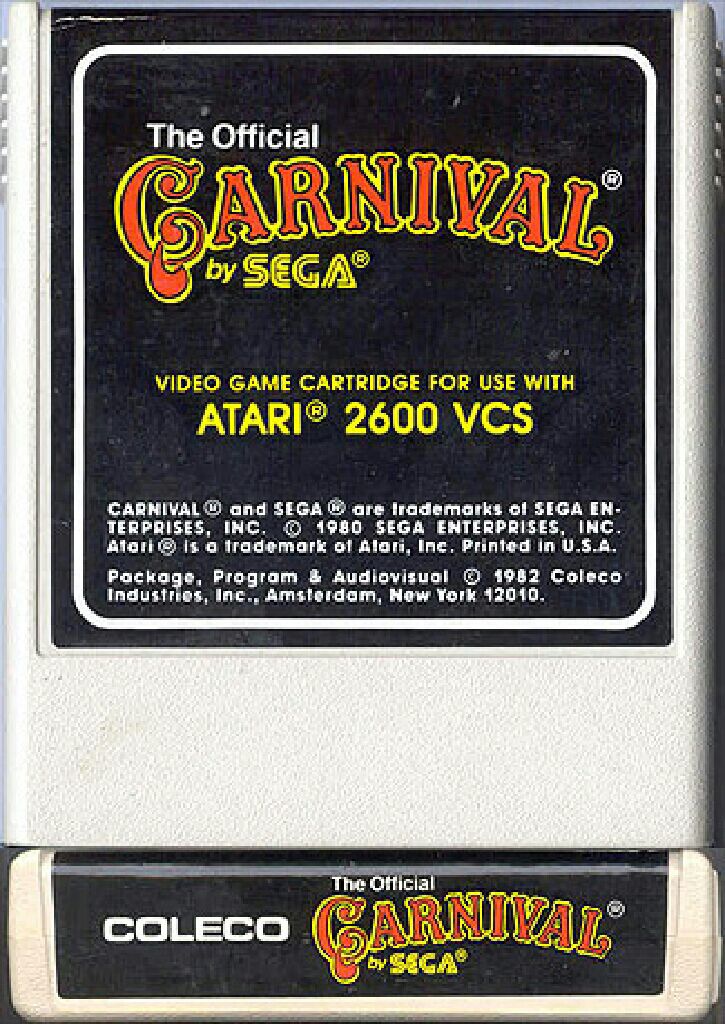 The Official
CARNIVAL®
by SEGA®
VIDEO GAME CARTRIDGE FOR USE WITH
ATARI® 2600 VCS
CARNIVAL® and SEGA® are trademarks of SEGA EN-
TERPRISES, INC. © 1980 SEGA ENTERPRISES, INC.
Atari® is a trademark of Atari, Inc. Printed in U.S.A.
Package, Program & Audiovisual © 1982 Coleco
Industries, Inc., Amsterdam, New York 12010.
The Official
COLECO CARNIVAL®
by SEGA®